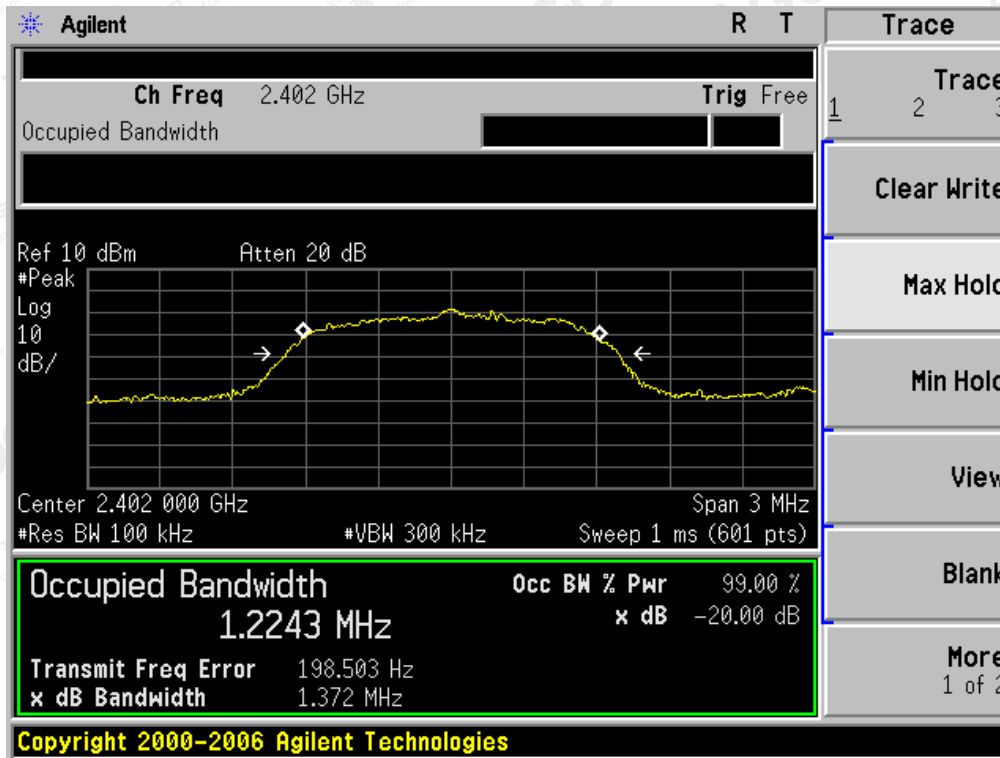 Agilent R T
Trace
Ch Freq 2.402 GHz Trig Free
Occupied Bandwidth
Ref 10 dBm Atten 20 dB
#Peak
Log
10
dB/
Center 2.402 000 GHz Span 3 MHz
#Res BW 100 kHz #VBW 300 kHz Sweep 1 ms (601 pts)
Occupied Bandwidth
1.2243 MHz
Occ BW % Pwr 99.00 %
x dB -20.00 dB
Transmit Freq Error 198.503 Hz
x dB Bandwidth 1.372 MHz
Copyright 2000-2006 Agilent Technologies
Trace
1 2 3
Clear Write
Max Hold
Min Hold
View
Blank
More
1 of 2